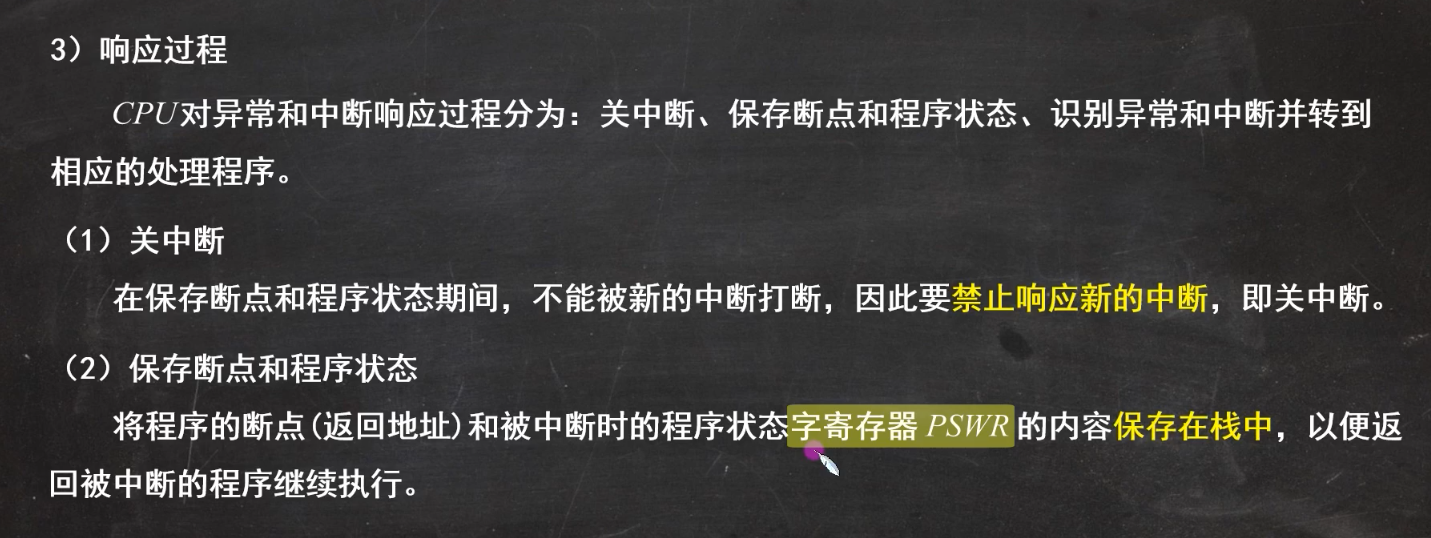 3）响应过程
CPU对异常和中断响应过程分为：关中断、保存断点和程序状态、识别异常和中断并转到
相应的处理程序。
（1）关中断
在保存断点和程序状态期间，不能被新的中断打断，因此要禁止响应新的中断，即关中断。
（2）保存断点和程序状态
将程序的断点(返回地址)和被中断时的程序状态字寄存器PSWR的内容保存在栈中，以便返
回被中断的程序继续执行。